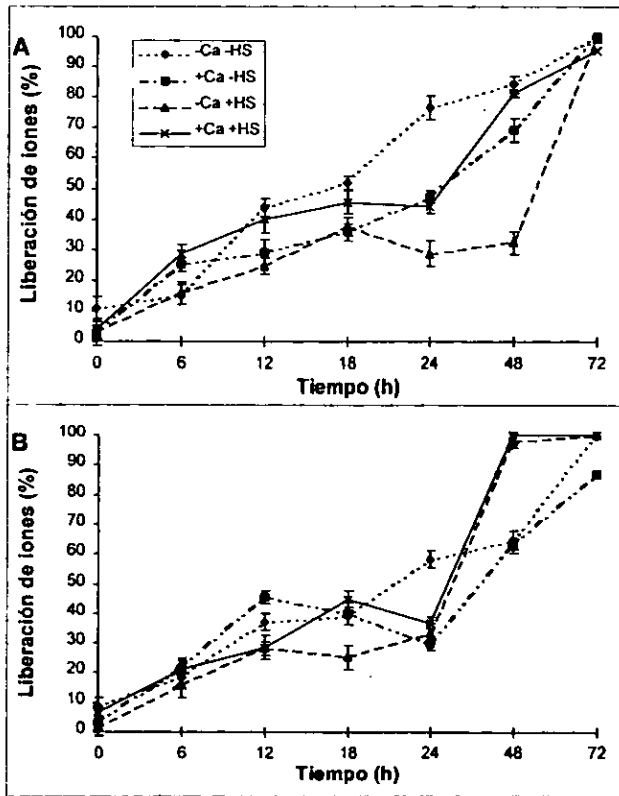 A
Liberación de iones (%)
100
90
80
70
60
50
40
30
20
10
0
-Ca -HS
+Ca -HS
-Ca +HS
+Ca +HS
0 6 12 18 24 48 72
Tiempo (h)
B
Liberación de iones (%)
100
90
80
70
60
50
40
30
20
10
0
0 6 12 18 24 48 72
Tiempo (h)